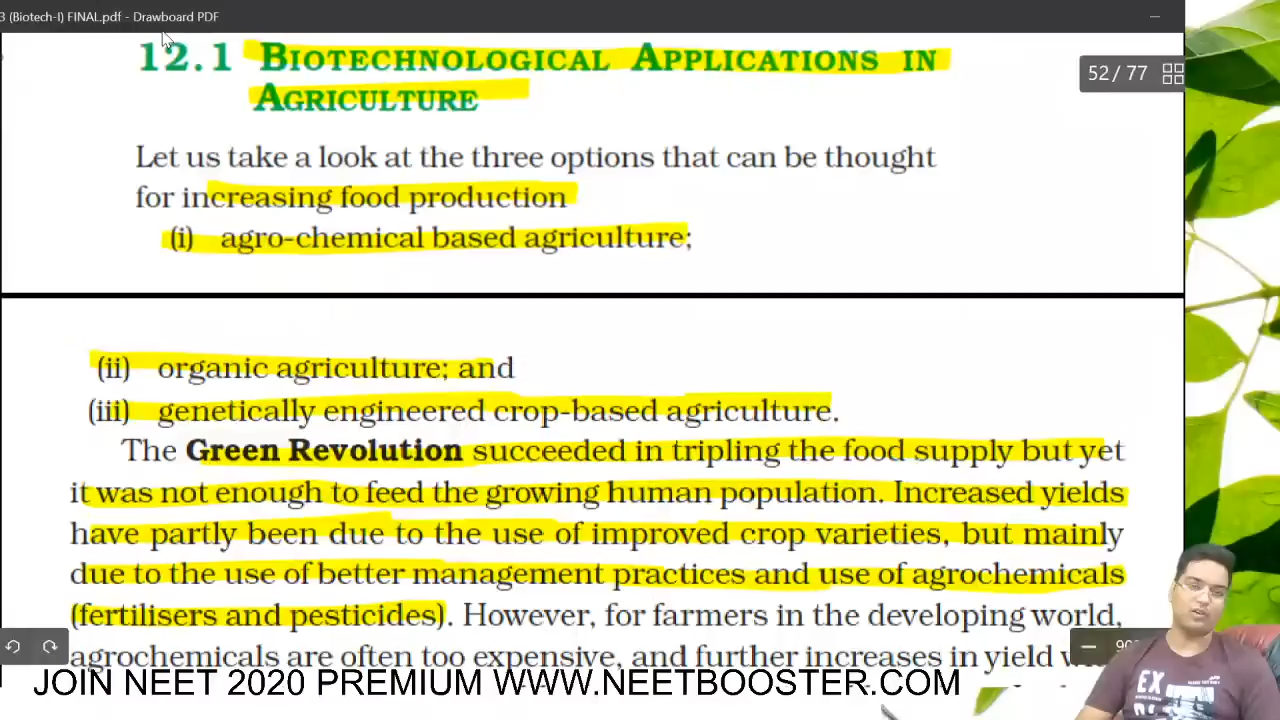 3 (Biotech-I) FINAL.pdf - Drawboard PDF
12.1 BIOTECHNOLOGICAL APPLICATIONS IN
AGRICULTURE
52 / 77
Let us take a look at the three options that can be thought
for increasing food production
(i) agro-chemical based agriculture;
(ii) organic agriculture; and
(iii) genetically engineered crop-based agriculture.
The Green Revolution succeeded in tripling the food supply but yet
it was not enough to feed the growing human population. Increased yields
have partly been due to the use of improved crop varieties, but mainly
due to the use of better management practices and use of agrochemicals
(fertilisers and pesticides). However, for farmers in the developing world,
agrochemicals are often too expensive, and further increases in yield
JOIN NEET 2020 PREMIUM WWW.NEETBOOSTER.COM
EX